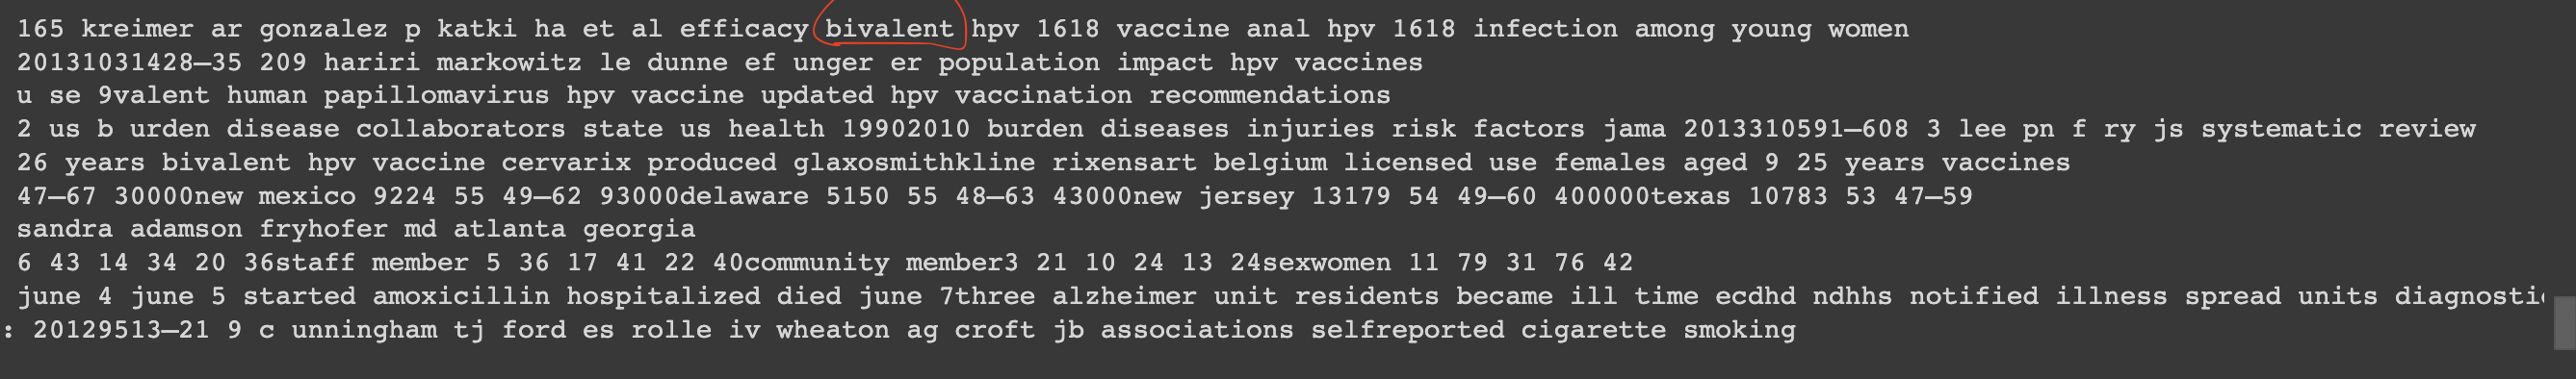 165 kreimer ar gonzalez p katki ha et al efficacy bivalent hpv 1618 vaccine anal hpv 1618 infection among young women
20131031428—35 209 hariri markowitz le dunne ef unger er population impact hpv vaccines
u se 9valent human papillomavirus hpv vaccine updated hpv vaccination recommendations
2 us b urden disease collaborators state us health 19902010 burden diseases injuries risk factors jama 2013310591—608 3 lee pn f ry js systematic review
26 years bivalent hpv vaccine cervarix produced glaxosmithkline rixensart belgium licensed use females aged 9 25 years vaccines
47—67 30000new mexico 9224 55 49—62 93000delaware 5150 55 48—63 43000new jersey 13179 54 49—60 400000texas 10783 53 47—59
sandra adamson fryhofer md atlanta georgia
6 43 14 34 20 36staff member 5 36 17 41 22 40community member3 21 10 24 13 24sexwomen 11 79 31 76 42
june 4 june 5 started amoxicillin hospitalized died june 7three alzheimer unit residents became ill time ecdhd ndhhs notified illness spread units diagnostic
: 20129513—21 9 c unningham tj ford es rolle iv wheaton ag croft jb associations selfreported cigarette smoking